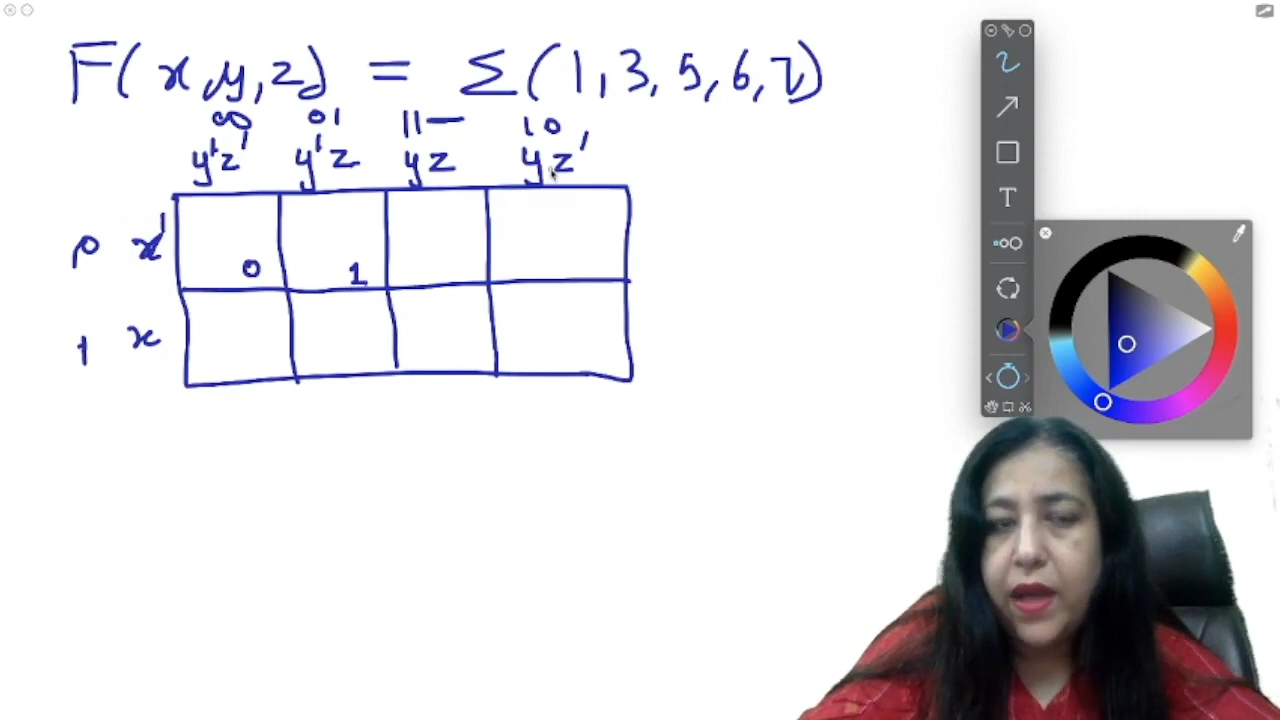 F(x,y,z) = Σ(1,3,5,6,7)
00 01 11 10
y'z' y'z yz yz'
0 x' 0 1
1 x
T